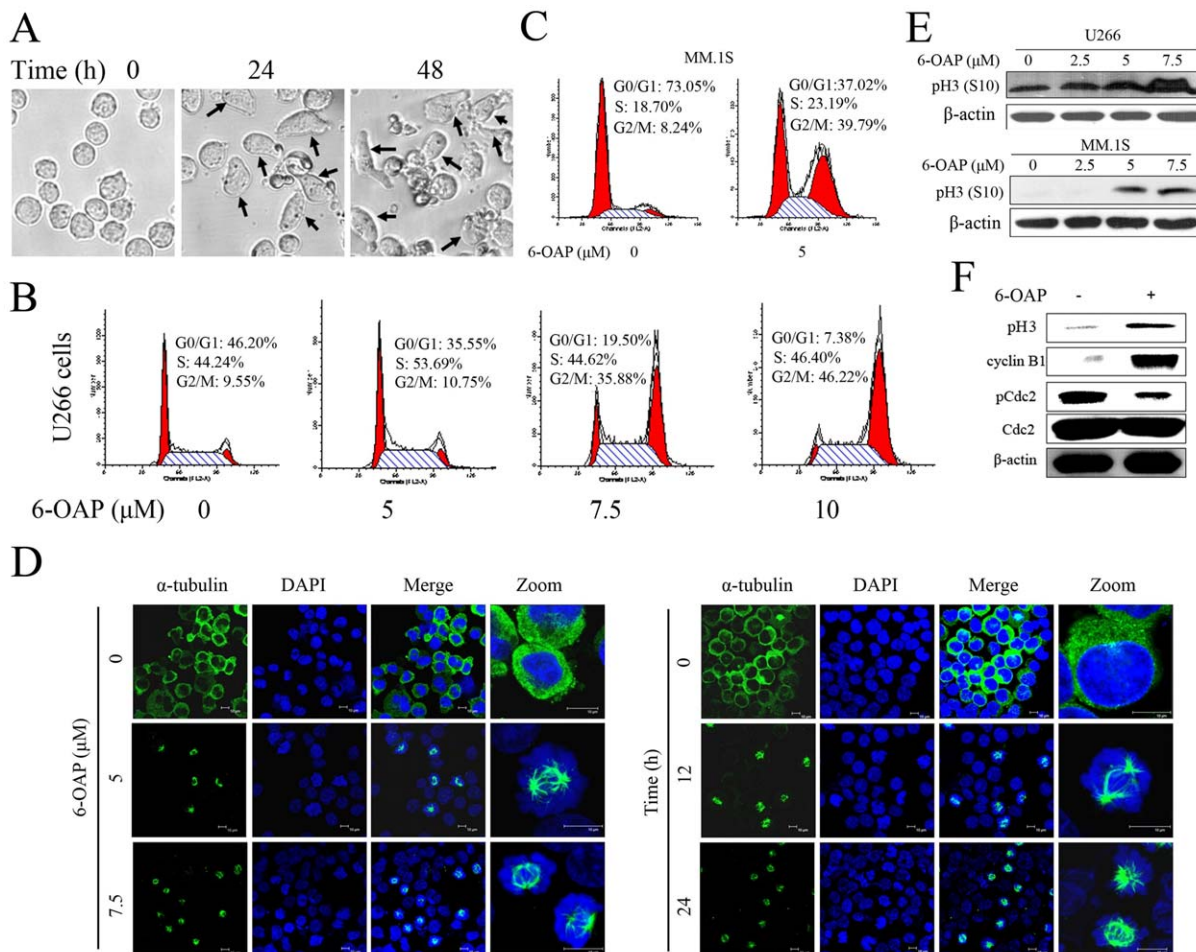 A
Time (h) 0 24 48
B
U266 cells
G0/G1: 46.20%
S: 44.24%
G2/M: 9.55%
G0/G1: 35.55%
S: 53.69%
G2/M: 10.75%
G0/G1: 19.50%
S: 44.62%
G2/M: 35.88%
G0/G1: 7.38%
S: 46.40%
G2/M: 46.22%
6-OAP (μM) 0 5 7.5 10
C
MM.1S
G0/G1: 73.05%
S: 18.70%
G2/M: 8.24%
G0/G1:37.02%
S: 23.19%
G2/M: 39.79%
6-OAP (μM) 0 5
D
α-tubulin DAPI Merge Zoom
6-OAP (μM)
0
5
7.5
α-tubulin DAPI Merge Zoom
Time (h)
0
12
24
E
U266
6-OAP (μM) 0 2.5 5 7.5
pH3 (S10)
β-actin
MM.1S
6-OAP (μM) 0 2.5 5 7.5
pH3 (S10)
β-actin
F
6-OAP - +
pH3
cyclin B1
pCdc2
Cdc2
β-actin